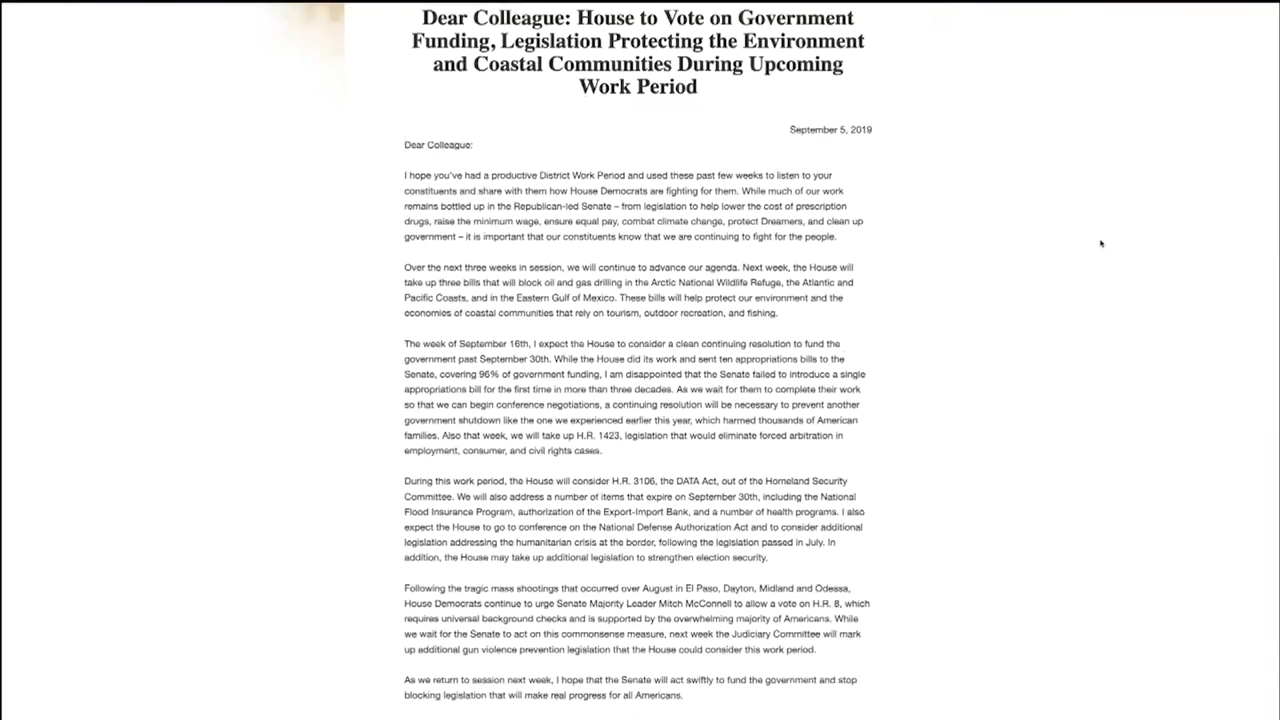 Dear Colleague: House to Vote on Government
Funding, Legislation Protecting the Environment
and Coastal Communities During Upcoming
Work Period
September 5, 2019
Dear Colleague:
I hope you've had a productive District Work Period and used these past few weeks to listen to your
constituents and share with them how House Democrats are fighting for them. While much of our work
remains bottled up in the Republican-led Senate – from legislation to help lower the cost of prescription
drugs, raise the minimum wage, ensure equal pay, combat climate change, protect Dreamers, and clean up
government – it is important that our constituents know that we are continuing to fight for the people.
Over the next three weeks in session, we will continue to advance our agenda. Next week, the House will
take up three bills that will block oil and gas drilling in the Arctic National Wildlife Refuge, the Atlantic and
Pacific Coasts, and in the Eastern Gulf of Mexico. These bills will help protect our environment and the
economies of coastal communities that rely on tourism, outdoor recreation, and fishing.
The week of September 16th, I expect the House to consider a clean continuing resolution to fund the
government past September 30th. While the House did its work and sent ten appropriations bills to the
Senate, covering 96% of government funding, I am disappointed that the Senate failed to introduce a single
appropriations bill for the first time in more than three decades. As we wait for them to complete their work
so that we can begin conference negotiations, a continuing resolution will be necessary to prevent another
government shutdown like the one we experienced earlier this year, which harmed thousands of American
families. Also that week, we will take up H.R. 1423, legislation that would eliminate forced arbitration in
employment, consumer, and civil rights cases.
During this work period, the House will consider H.R. 3106, the DATA Act, out of the Homeland Security
Committee. We will also address a number of items that expire on September 30th, including the National
Flood Insurance Program, authorization of the Export-Import Bank, and a number of health programs. I also
expect the House to go to conference on the National Defense Authorization Act and to consider additional
legislation addressing the humanitarian crisis at the border, following the legislation passed in July. In
addition, the House may take up additional legislation to strengthen election security.
Following the tragic mass shootings that occurred over August in El Paso, Dayton, Midland and Odessa,
House Democrats continue to urge Senate Majority Leader Mitch McConnell to allow a vote on H.R. 8, which
requires universal background checks and is supported by the overwhelming majority of Americans. While
we wait for the Senate to act on this commonsense measure, next week the Judiciary Committee will mark
up additional gun violence prevention legislation that the House could consider this work period.
As we return to session next week, I hope that the Senate will act swiftly to fund the government and stop
blocking legislation that will make real progress for all Americans.